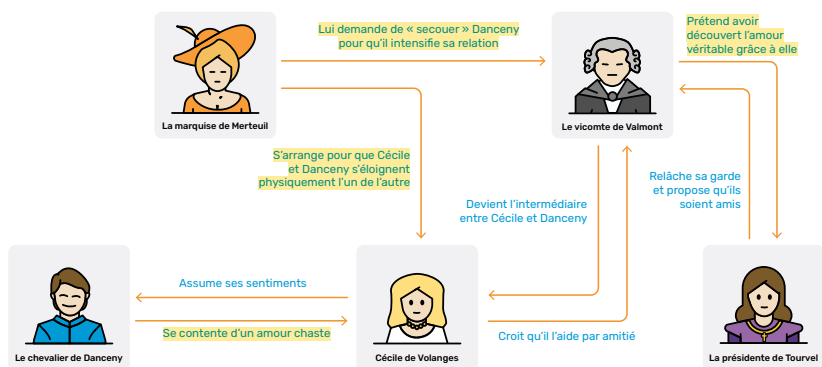 Lui demande de « secouer » Danceny
pour qu'il intensifie sa relation
Prétend avoir
découvert l'amour
véritable grâce à elle
La marquise de Merteuil
Le vicomte de Valmont
S'arrange pour que Cécile
et Danceny s'éloignent
physiquement l'un de l'autre
Devient l'intermédiaire
entre Cécile et Danceny
Relâche sa garde
et propose qu'ils
soient amis
Assume ses sentiments
Se contente d'un amour chaste
Croit qu'il l'aide par amitié
Le chevalier de Danceny
Cécile de Volanges
La présidente de Tourvel